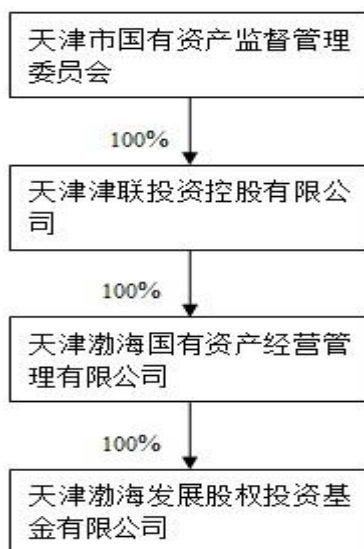 天津市国有资产监督管理
委员会
100%
天津津联投资控股有限公
司
100%
天津渤海国有资产经营管
理有限公司
100%
天津渤海发展股权投资基
金有限公司